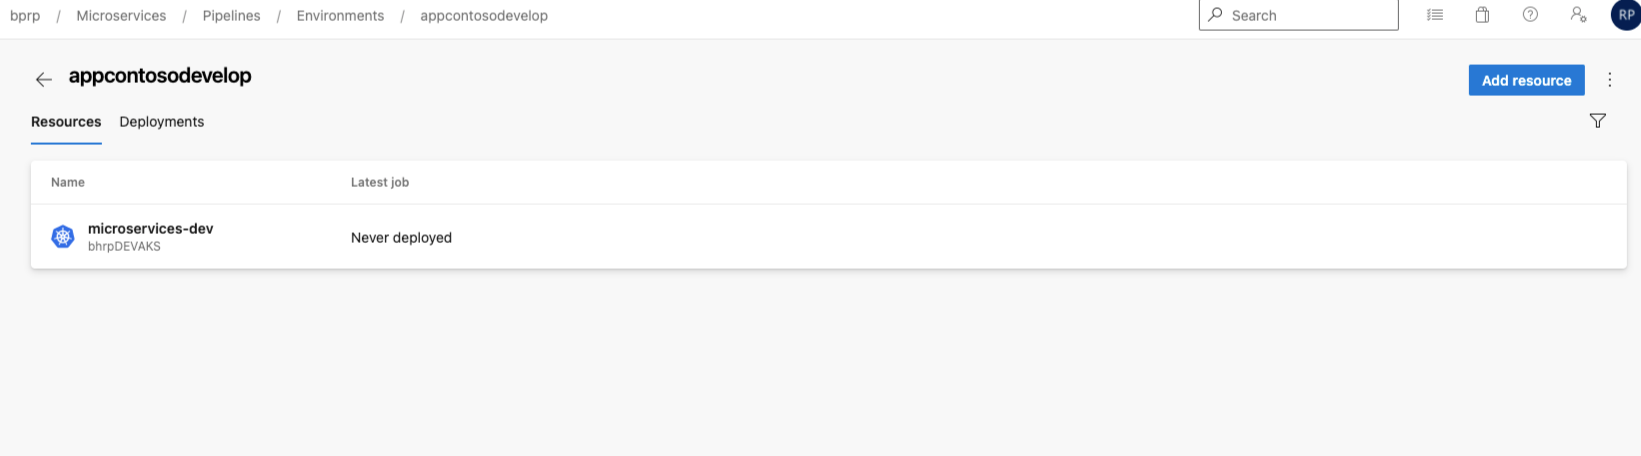 bprp / Microservices / Pipelines / Environments / appcontosodevelop
Search
RP
appcontosodevelop
Add resource
Resources Deployments
Name Latest job
microservices-dev
bhrpDEVAKS
Never deployed